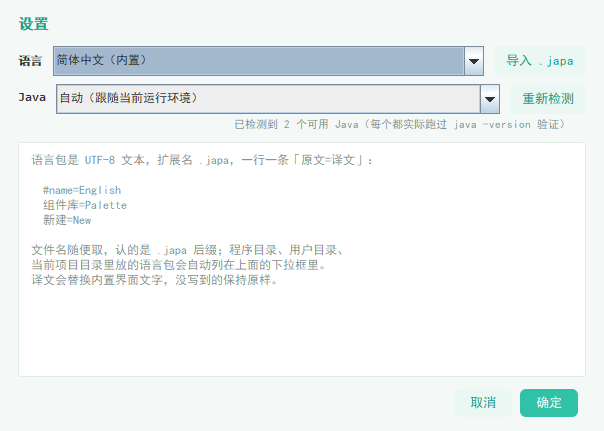 设置
语言 简体中文（内置） 导入 .japa
Java 自动（跟随当前运行环境） 重新检测
已检测到 2 个可用 Java（每个都实际跑过 java -version 验证）
语言包是 UTF-8 文本，扩展名 .japa，一行一条「原文=译文」：
#name=English
组件库=Palette
新建=New
文件名随便取，认的是 .japa 后缀；程序目录、用户目录、
当前项目目录里放的语言包会自动列在上面的下拉框里。
译文会替换内置界面文字，没写到的保持原样。
取消 确定